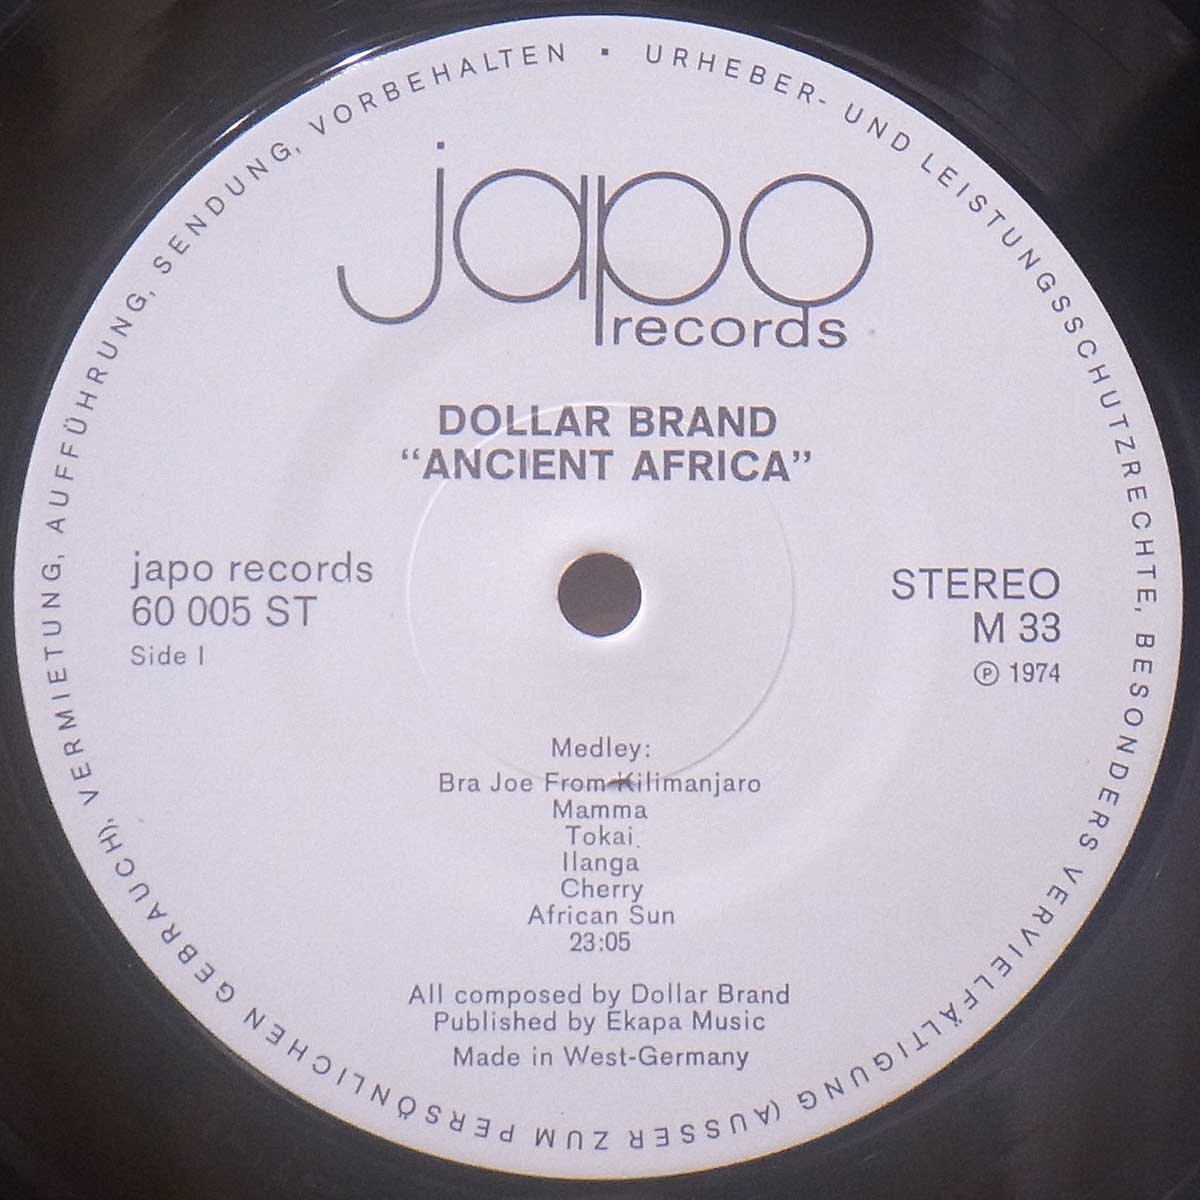 URHEBER- UND LEISTUNGSSCHUTZRECHTE, BESONDERS VERVIELFÄLTIGUNG (AUSSER ZUM PERSÖNLICHEN GEBRAUCH), VERMIETUNG, AUFFÜHRUNG, SENDUNG, VORBEHALTEN ·
japo
records
DOLLAR BRAND
“ANCIENT AFRICA”
japo records
60 005 ST
Side I
STEREO
M 33
℗ 1974
Medley:
Bra Joe From Kilimanjaro
Mamma
Tokai
Ilanga
Cherry
African Sun
23:05
All composed by Dollar Brand
Published by Ekapa Music
Made in West-Germany